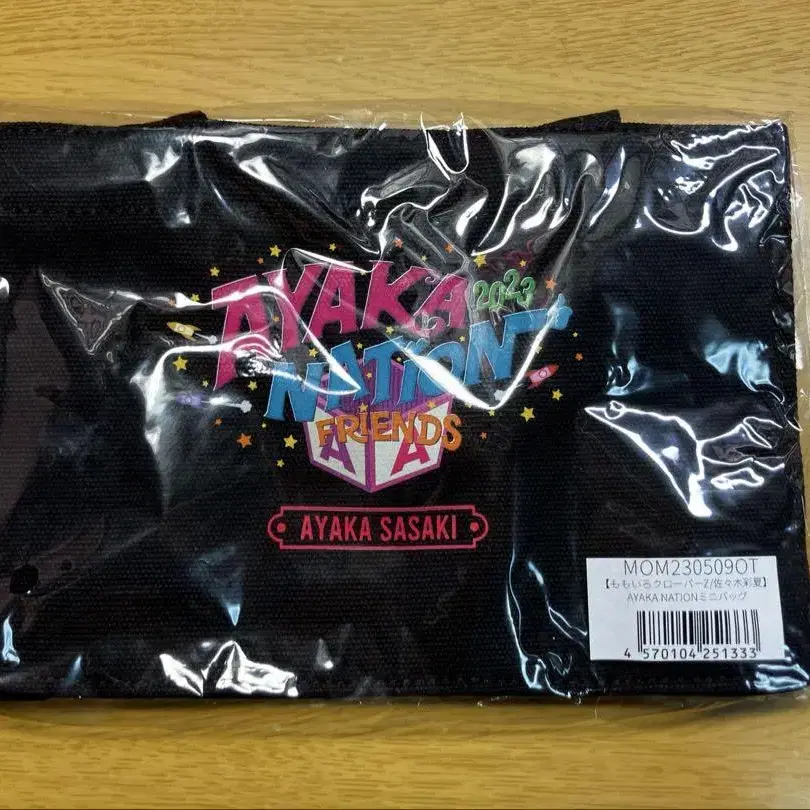 AYAKA 2023
NATION
FRIENDS
A A
AYAKA SASAKI
MOM230509OT
【ももいろクローバーZ/佐々木彩夏】
AYAKA NATIONミニバッグ
4 570104 251333